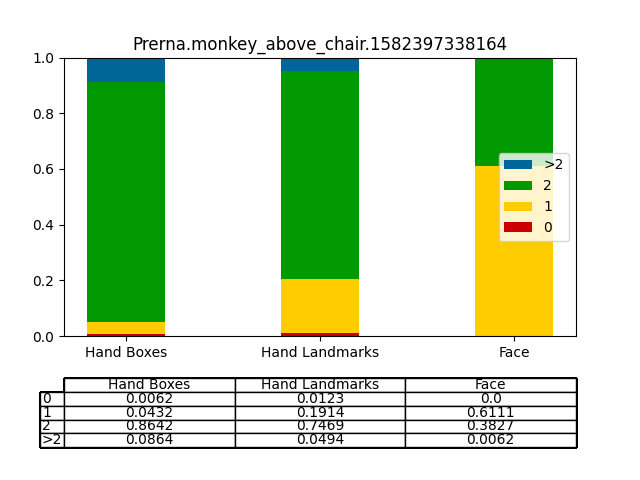 Prerna.monkey_above_chair.1582397338164
1.0
0.8
0.6
0.4
0.2
0.0
>2
2
1
0
Hand Boxes Hand Landmarks Face
Hand Boxes Hand Landmarks Face
0 0.0062 0.0123 0.0
1 0.0432 0.1914 0.6111
2 0.8642 0.7469 0.3827
>2 0.0864 0.0494 0.0062